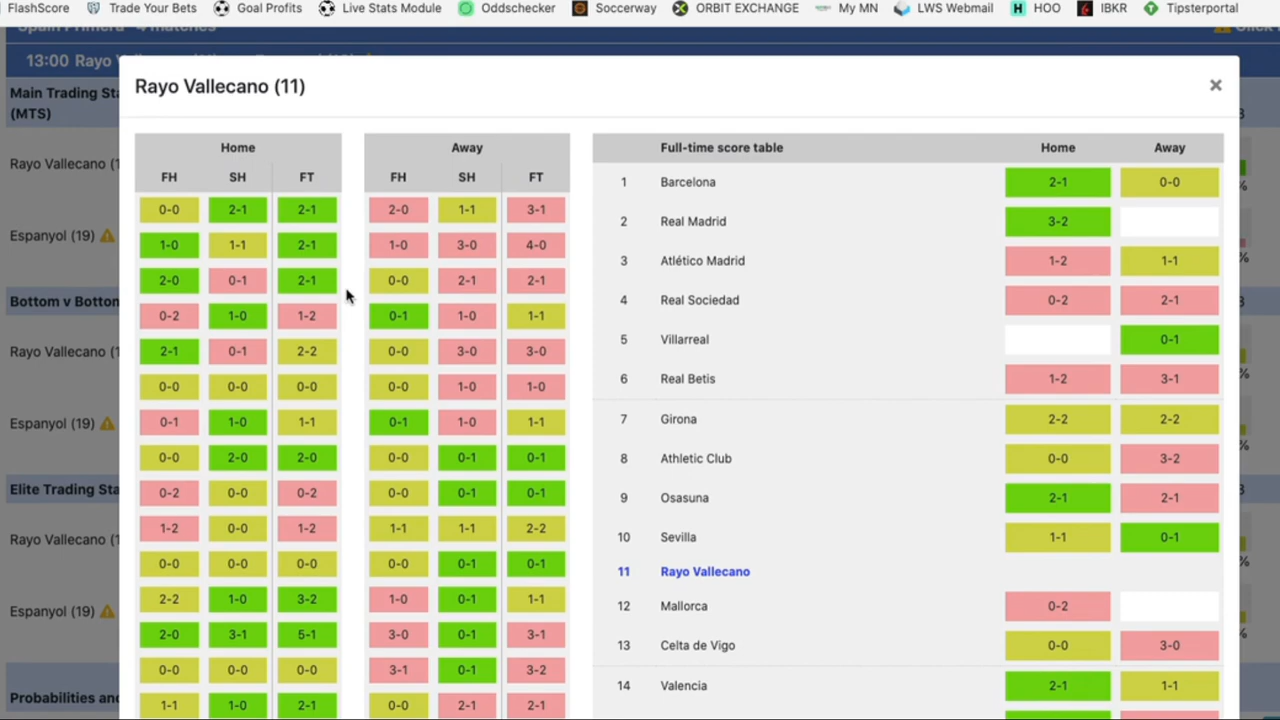 FlashScore Trade Your Bets Goal Profits Live Stats Module Oddschecker Soccerway ORBIT EXCHANGE My MN LWS Webmail HOO IBKR Tipsterportal
13:00 Rayo
Main Trading Sta
(MTS)
Rayo Vallecano (1
Espanyol (19)
Bottom v Bottom
Rayo Vallecano (1
Espanyol (19)
Elite Trading Sta
Rayo Vallecano (1
Espanyol (19)
Probabilities and
Rayo Vallecano (11)
×
Home
FH SH FT
0-0 2-1 2-1
1-0 1-1 2-1
2-0 0-1 2-1
0-2 1-0 1-2
2-1 0-1 2-2
0-0 0-0 0-0
0-1 1-0 1-1
0-0 2-0 2-0
0-2 0-0 0-2
1-2 0-0 1-2
0-0 0-0 0-0
2-2 1-0 3-2
2-0 3-1 5-1
0-0 0-0 0-0
1-1 1-0 2-1
Away
FH SH FT
2-0 1-1 3-1
1-0 3-0 4-0
0-0 2-1 2-1
0-1 1-0 1-1
0-0 3-0 3-0
0-0 1-0 1-0
0-1 1-0 1-1
0-0 0-1 0-1
0-0 0-1 0-1
1-1 1-1 2-2
0-0 0-1 0-1
1-0 0-1 1-1
3-0 0-1 3-1
3-1 0-1 3-2
0-0 2-1 2-1
Full-time score table Home Away
1 Barcelona 2-1 0-0
2 Real Madrid 3-2
3 Atlético Madrid 1-2 1-1
4 Real Sociedad 0-2 2-1
5 Villarreal 0-1
6 Real Betis 1-2 3-1
7 Girona 2-2 2-2
8 Athletic Club 0-0 3-2
9 Osasuna 2-1 2-1
10 Sevilla 1-1 0-1
11 Rayo Vallecano
12 Mallorca 0-2
13 Celta de Vigo 0-0 3-0
14 Valencia 2-1 1-1